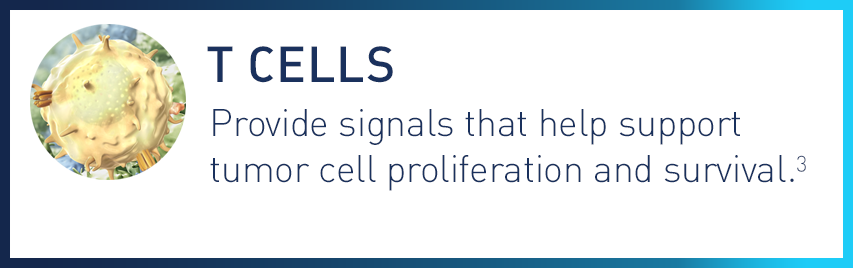 T CELLS
Provide signals that help support
tumor cell proliferation and survival.³